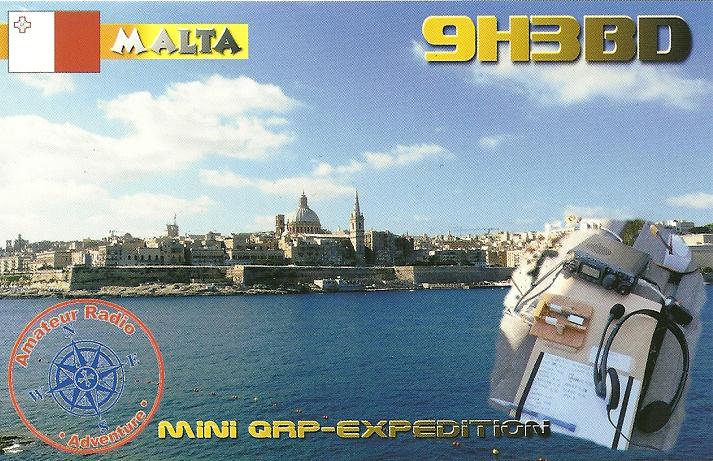 MALTA
9H3BD
Amateur Radio
N
E
S
W
• Adventure •
MiNi QRP-EXPEDITION